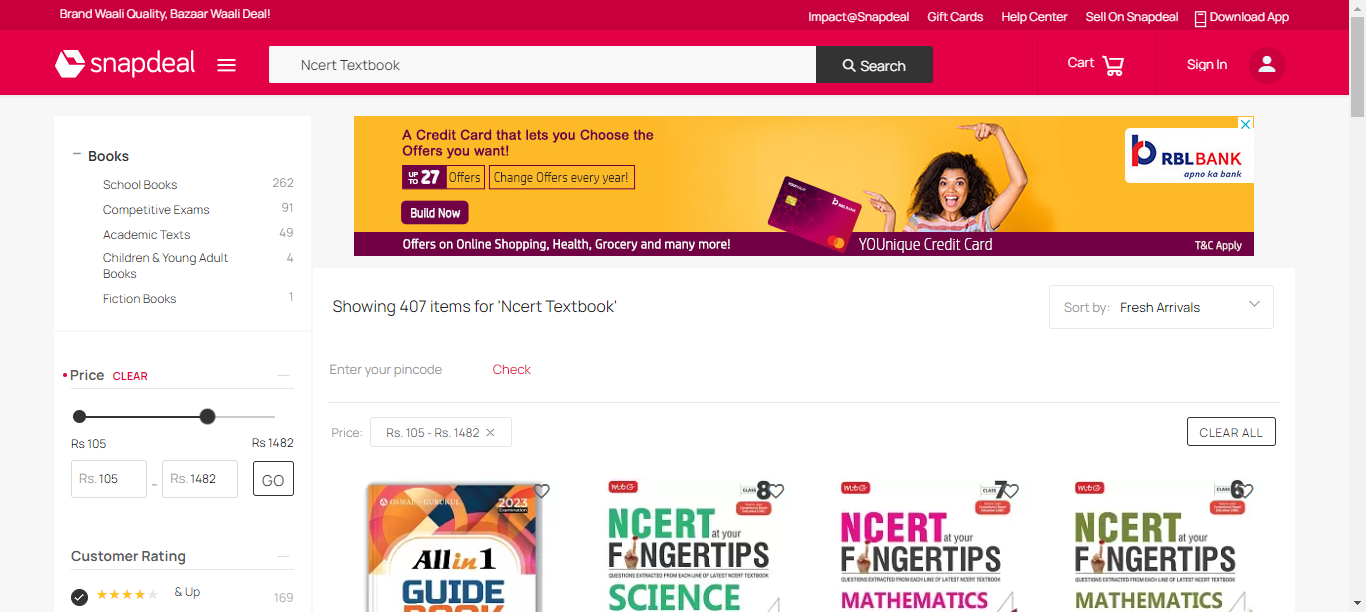 Brand Waali Quality, Bazaar Waali Deal!
Impact@Snapdeal Gift Cards Help Center Sell On Snapdeal Download App
snapdeal
Ncert Textbook
Search
Cart
Sign In
Books
School Books 262
Competitive Exams 91
Academic Texts 49
Children & Young Adult Books 4
Fiction Books 1
Price CLEAR
Rs 105 Rs 1482
Rs. 105 - Rs. 1482 GO
Customer Rating
& Up 169
A Credit Card that lets you Choose the
Offers you want!
UP TO 27 Offers Change Offers every year!
Build Now
Offers on Online Shopping, Health, Grocery and many more!
YOUnique Credit Card
T&C Apply
RBLBANK
apno ka bank
Showing 407 items for 'Ncert Textbook'
Sort by: Fresh Arrivals
Enter your pincode Check
Price: Rs. 105 - Rs. 1482 ×
CLEAR ALL
OSWAL - GURUKUL
2023
Examination
All in 1
GUIDE
BOOK
MTG
CLASS 8
NCERT at your
FINGERTIPS
QUESTIONS EXTRACTED FROM EACH LINE OF LATEST NCERT TEXTBOOK
SCIENCE
MTG
CLASS 7
NCERT at your
FINGERTIPS
QUESTIONS EXTRACTED FROM EACH LINE OF LATEST NCERT TEXTBOOK
MATHEMATICS
MTG
CLASS 6
NCERT at your
FINGERTIPS
QUESTIONS EXTRACTED FROM EACH LINE OF LATEST NCERT TEXTBOOK
MATHEMATICS